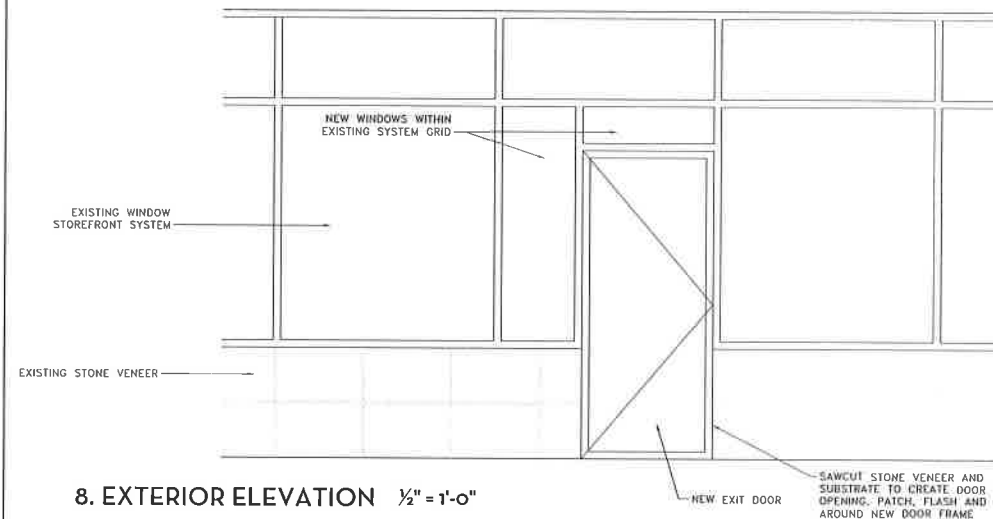 NEW WINDOWS WITHIN
EXISTING SYSTEM GRID
EXISTING WINDOW
STOREFRONT SYSTEM
EXISTING STONE VENEER
8. EXTERIOR ELEVATION ½" = 1'-0"
NEW EXIT DOOR
SAWCUT STONE VENEER AND
SUBSTRATE TO CREATE DOOR
OPENING. PATCH, FLASH AND
AROUND NEW DOOR FRAME